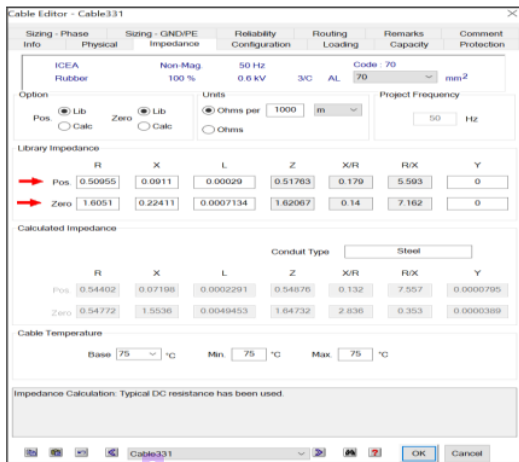 Cable Editor - Cable331
Sizing - Phase Sizing - GND/PE Reliability Routing Remarks Comment
Info Physical Impedance Configuration Loading Capacity Protection
ICEA Non-Mag. 50 Hz Code : 70
Rubber 100 % 0.6 kV 3/C AL 70 mm2
Option Units Project Frequency
Pos. Lib Zero Lib Ohms per 1000 m
Calc Calc Ohms 50 Hz
Library Impedance
R X L Z X/R R/X Y
Pos. 0.50955 0.0911 0.00029 0.51763 0.179 5.593 0
Zero 1.6051 0.22411 0.0007134 1.62067 0.14 7.162 0
Calculated Impedance
Conduit Type Steel
R X L Z X/R R/X Y
Pos. 0.54402 0.07198 0.0002291 0.54876 0.132 7.557 0.0000795
Zero 0.54772 1.5536 0.0049453 1.64732 2.836 0.353 0.0000389
Cable Temperature
Base 75 °C Min. 75 °C Max. 75 °C
Impedance Calculation: Typical DC resistance has been used.
Cable331 OK Cancel